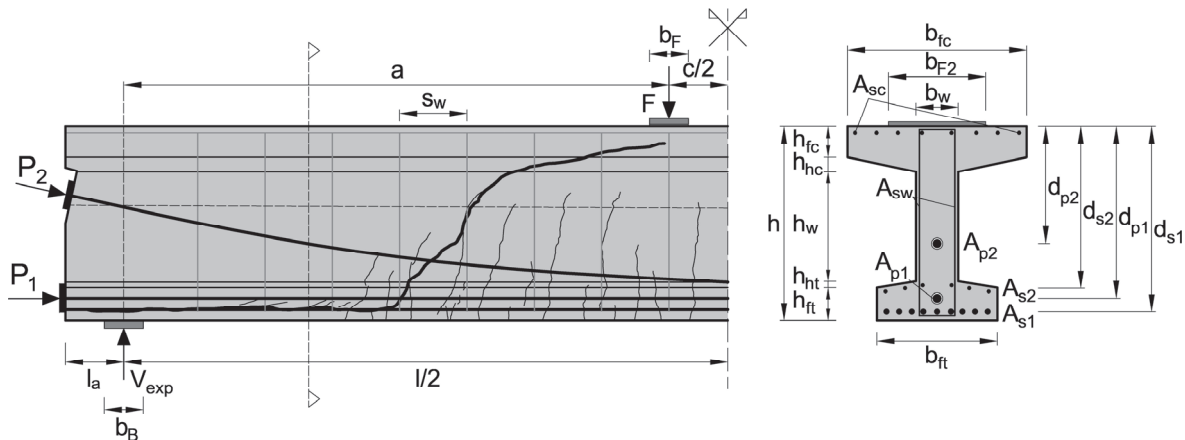 b_F
a
c/2
s_w
F
P_2
P_1
l_a
V_exp
l/2
b_B
b_fc
b_F2
b_w
A_sc
h_fc
h_hc
A_sw
h
h_w
d_p2
d_s2
d_p1
d_s1
A_p1
A_p2
h_ht
h_ft
A_s2
A_s1
b_ft